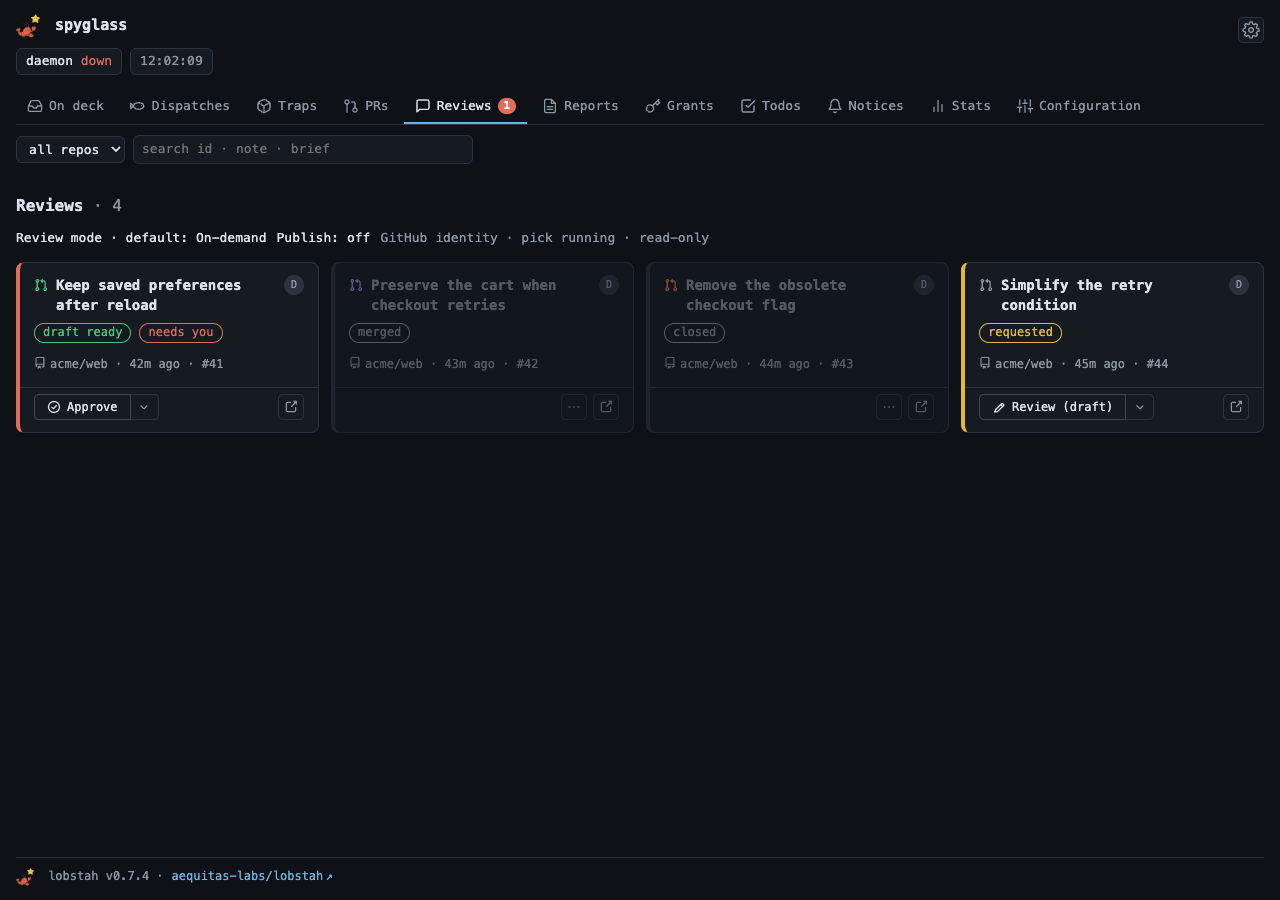 spyglass
daemon down
12:02:09
On deck
Dispatches
Traps
PRs
Reviews 1
Reports
Grants
Todos
Notices
Stats
Configuration
all repos
search id · note · brief
Reviews · 4
Review mode · default: On-demand Publish: off GitHub identity · pick running · read-only
Keep saved preferences
after reload
D
draft ready
needs you
acme/web · 42m ago · #41
Approve
Preserve the cart when
checkout retries
D
merged
acme/web · 43m ago · #42
Remove the obsolete
checkout flag
D
closed
acme/web · 44m ago · #43
Simplify the retry
condition
D
requested
acme/web · 45m ago · #44
Review (draft)
lobstah v0.7.4 · aequitas-labs/lobstah↗